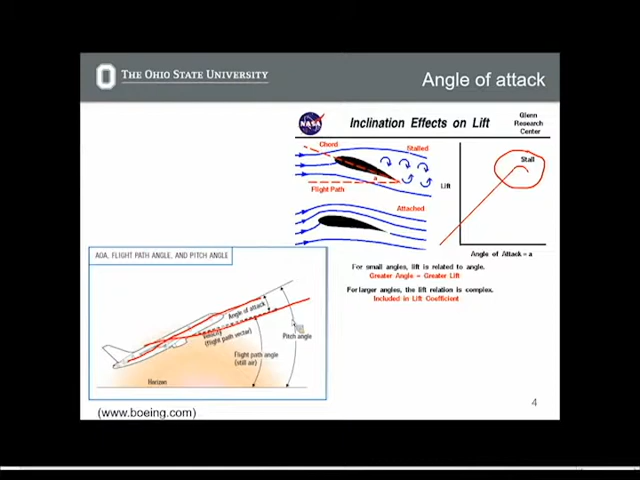 THE OHIO STATE UNIVERSITY
Angle of attack
NASA
Inclination Effects on Lift
Glenn
Research
Center
Chord
Stalled
a
Flight Path
Attached
Lift
Stall
Angle of Attack = a
For small angles, lift is related to angle.
Greater Angle = Greater Lift
For larger angles, the lift relation is complex.
Included in Lift Coefficient
AOA, FLIGHT PATH ANGLE, AND PITCH ANGLE
Angle of attack
Velocity
(flight path vector)
Pitch angle
Flight path angle
(still air)
Horizon
(www.boeing.com)
4